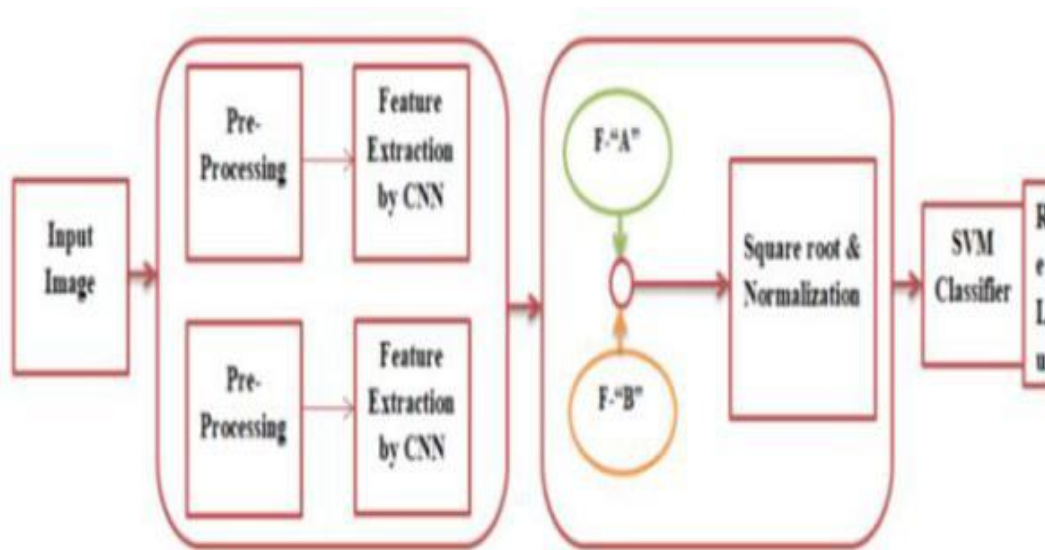 Input
Image
Pre-
Processing
Feature
Extraction
by CNN
Pre-
Processing
Feature
Extraction
by CNN
F-“A”
F-“B”
Square root &
Normalization
SVM
Classifier
R
e
L
u